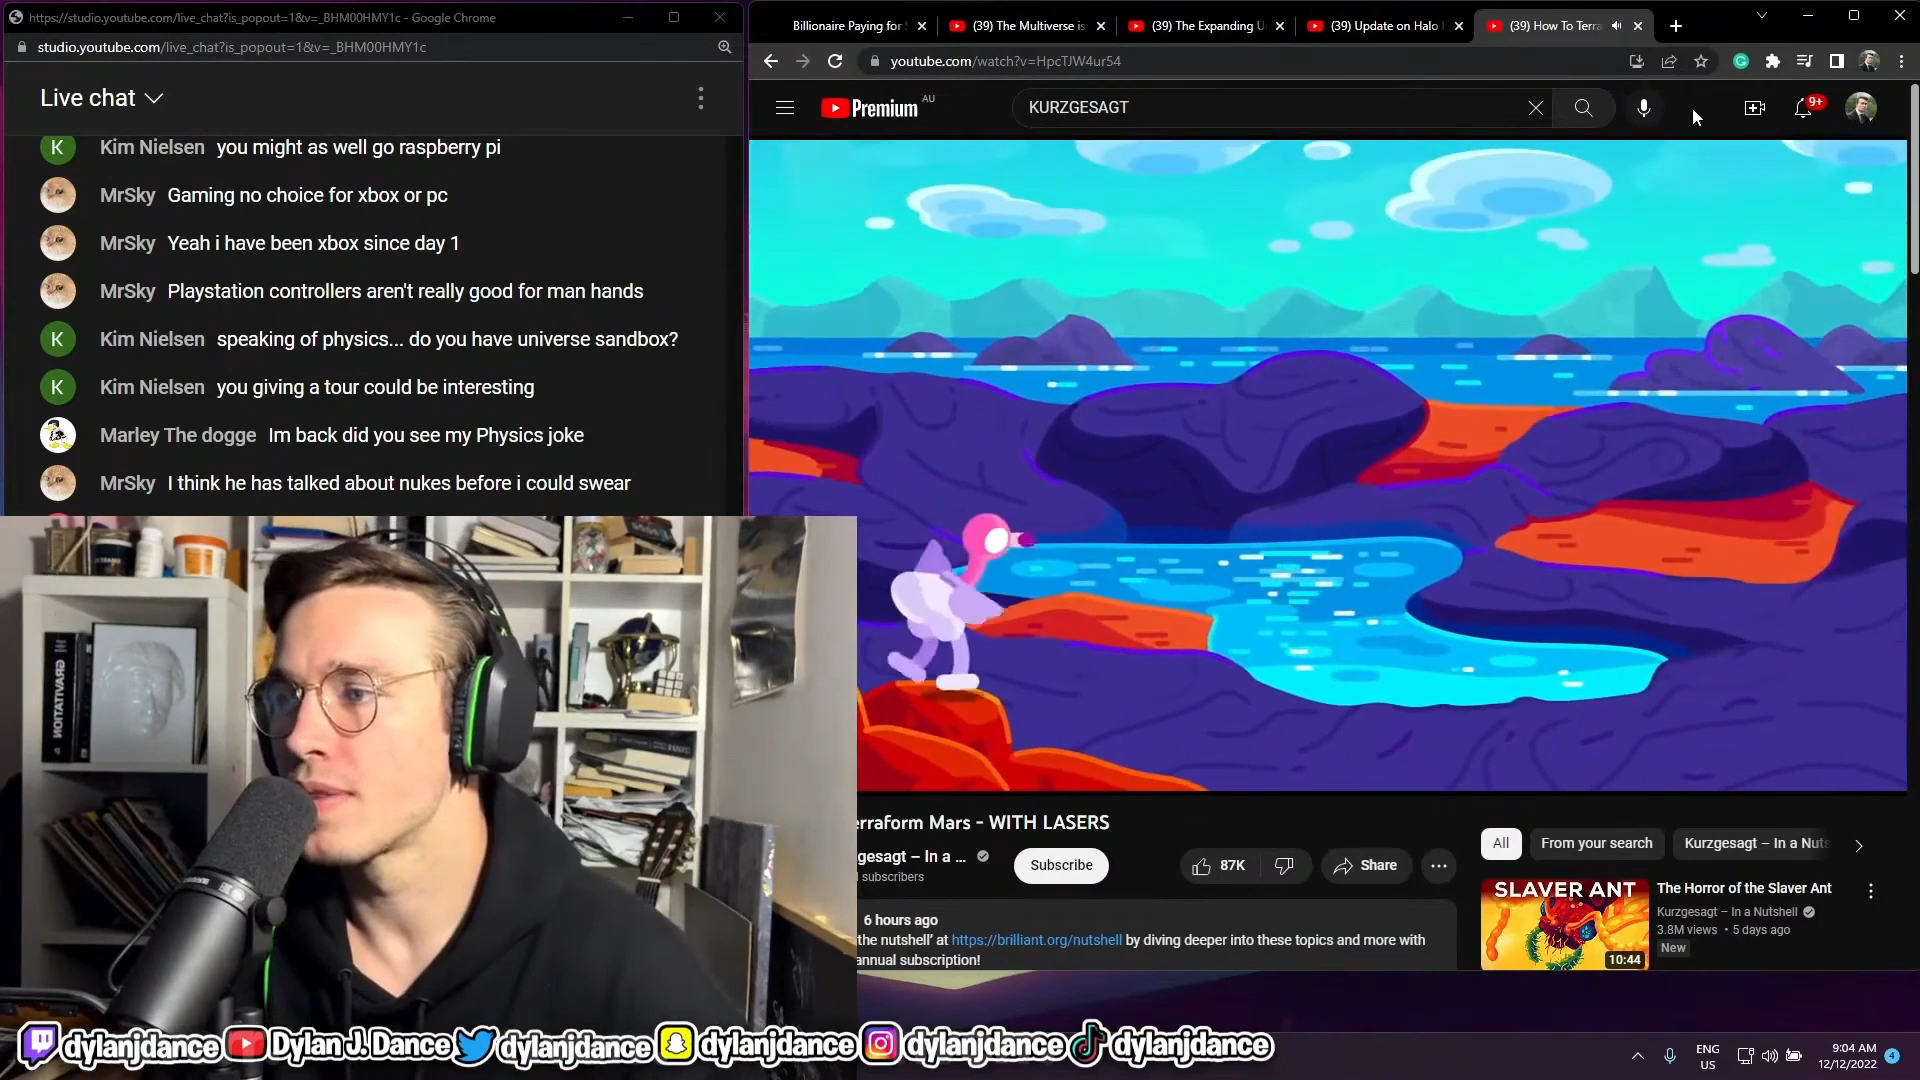 https://studio.youtube.com/live_chat?is_popout=1&v=_BHM00HMY1c - Google Chrome
studio.youtube.com/live_chat?is_popout=1&v=_BHM00HMY1c
Live chat
K Kim Nielsen you might as well go raspberry pi
MrSky Gaming no choice for xbox or pc
MrSky Yeah i have been xbox since day 1
MrSky Playstation controllers aren't really good for man hands
K Kim Nielsen speaking of physics... do you have universe sandbox?
K Kim Nielsen you giving a tour could be interesting
Marley The dogge Im back did you see my Physics joke
MrSky I think he has talked about nukes before i could swear
Billionaire Paying for
(39) The Multiverse is
(39) The Expanding U
(39) Update on Halo
(39) How To Terra
youtube.com/watch?v=HpcTJW4ur54
Premium AU
KURZGESAGT
9+
GRAVITATION
erraform Mars - WITH LASERS
gesagt – In a ...
subscribers
Subscribe
87K
Share
6 hours ago
the nutshell' at https://brilliant.org/nutshell by diving deeper into these topics and more with
annual subscription!
All
From your search
Kurzgesagt – In a Nuts
SLAVER ANT
10:44
The Horror of the Slaver Ant
Kurzgesagt – In a Nutshell
3.8M views • 5 days ago
New
dylanjdance Dylan J. Dance dylanjdance dylanjdance dylanjdance dylanjdance
ENG
US
9:04 AM
12/12/2022
4